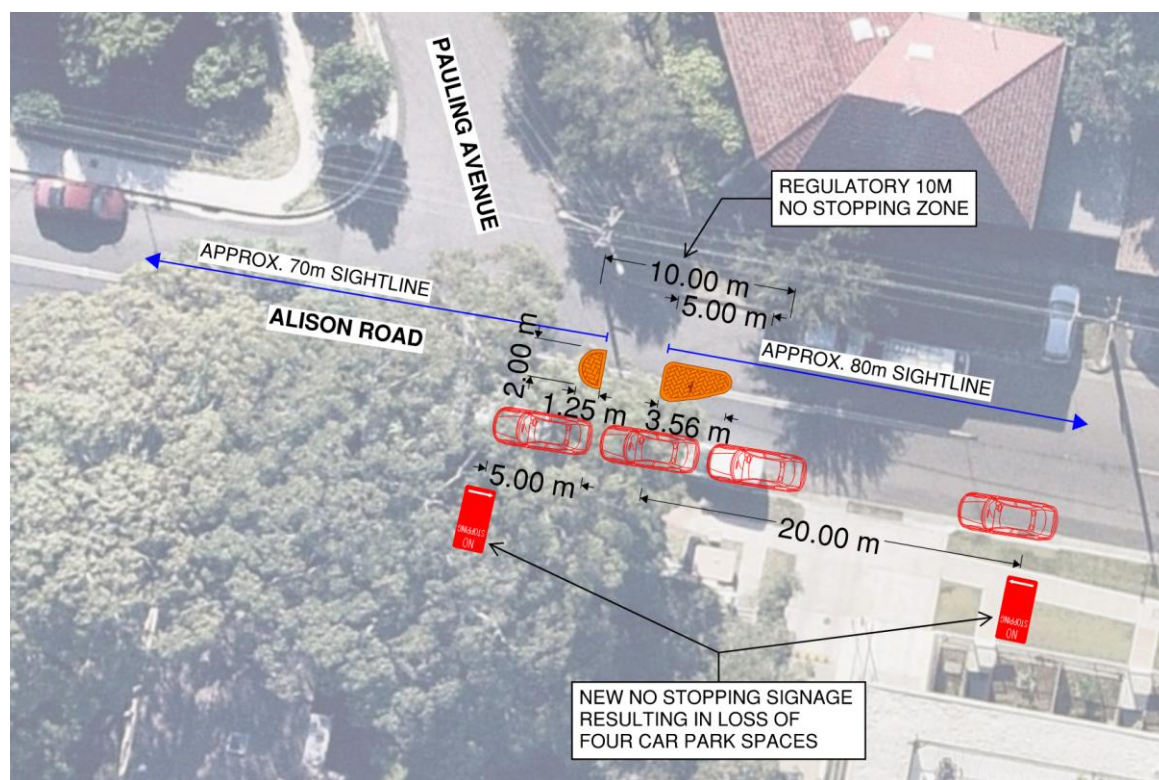 PAULING AVENUE
REGULATORY 10M
NO STOPPING ZONE
APPROX. 70m SIGHTLINE
10.00 m
5.00 m
ALISON ROAD
2.00 m
APPROX. 80m SIGHTLINE
1
1.25 m
3.56 m
5.00 m
20.00 m
NO
STOPPING
NO
STOPPING
NEW NO STOPPING SIGNAGE
RESULTING IN LOSS OF
FOUR CAR PARK SPACES